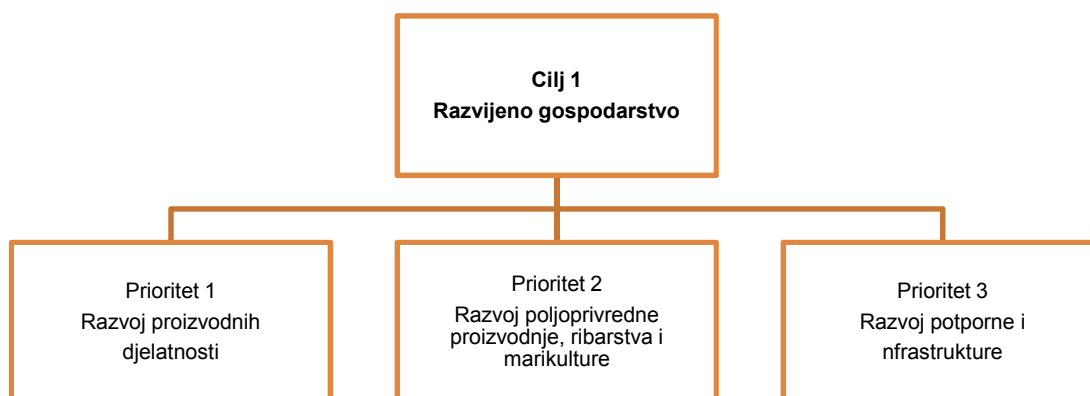 Cilj 1
Razvijeno gospodarstvo
Prioritet 1
Razvoj proizvodnih
djelatnosti
Prioritet 2
Razvoj poljoprivredne
proizvodnje, ribarstva i
marikulture
Prioritet 3
Razvoj potporne i
nfrastrukture